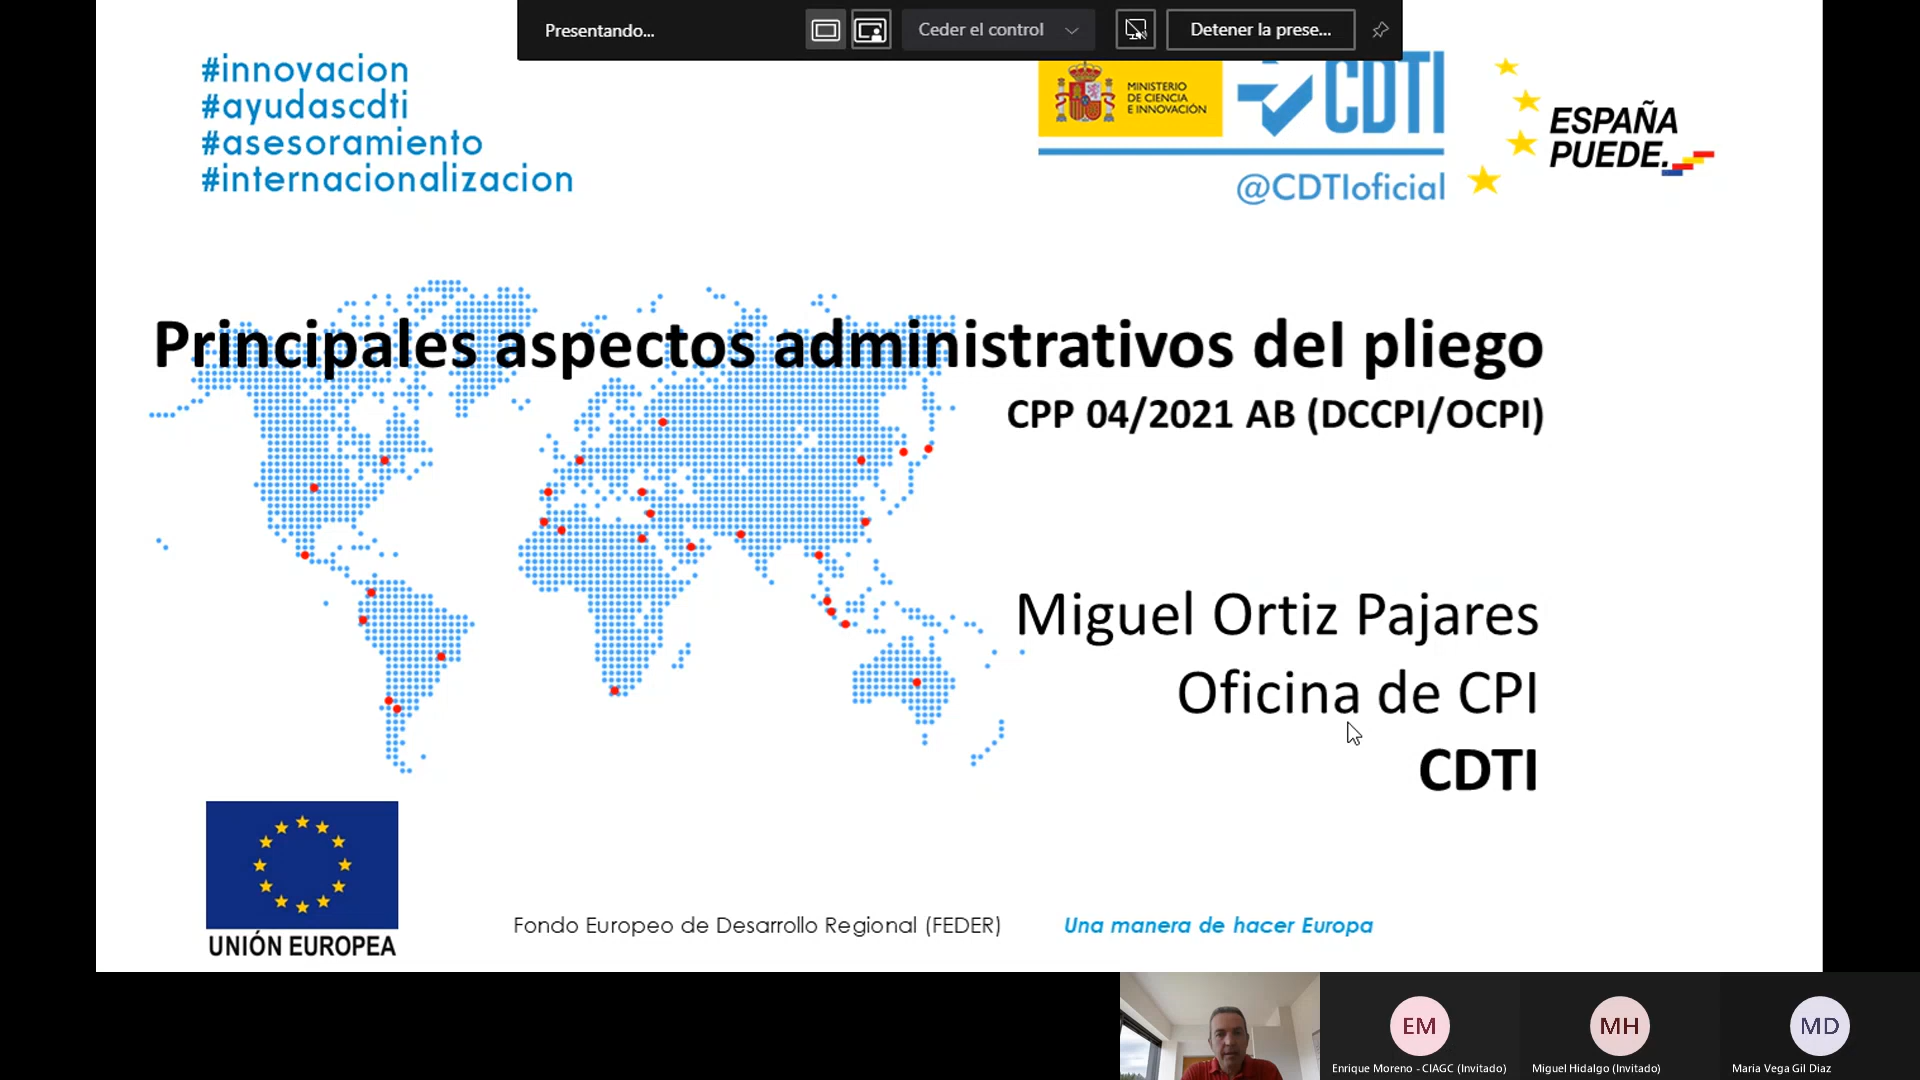 Presentando...
Ceder el control
Detener la prese...
#innovacion
#ayudascdti
#asesoramiento
#internacionalizacion
MINISTERIO
DE CIENCIA
E INNOVACIÓN
CDTI
@CDTIoficial
ESPAÑA
PUEDE.
Principales aspectos administrativos del pliego
CPP 04/2021 AB (DCCPI/OCPI)
Miguel Ortiz Pajares
Oficina de CPI
CDTI
UNIÓN EUROPEA
Fondo Europeo de Desarrollo Regional (FEDER)
Una manera de hacer Europa
EM
MH
MD
Enrique Moreno - CIAGC (Invitado)
Miguel Hidalgo (Invitado)
Maria Vega Gil Diaz